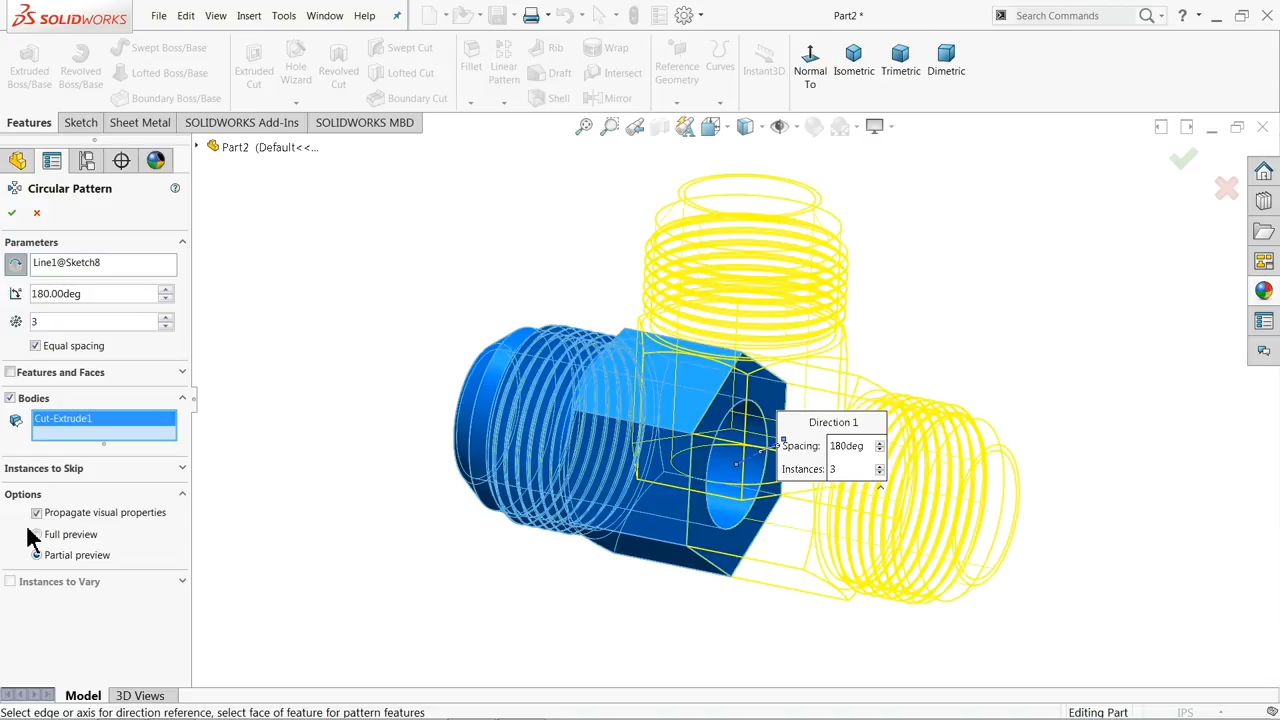 SOLIDWORKS
File Edit View Insert Tools Window Help
Part2 *
Search Commands
Extruded Boss/Base
Revolved Boss/Base
Swept Boss/Base
Lofted Boss/Base
Boundary Boss/Base
Extruded Cut
Hole Wizard
Revolved Cut
Swept Cut
Lofted Cut
Boundary Cut
Fillet
Linear Pattern
Rib
Draft
Shell
Wrap
Intersect
Mirror
Reference Geometry
Curves
Instant3D
Normal To
Isometric
Trimetric
Dimetric
Features Sketch Sheet Metal SOLIDWORKS Add-Ins SOLIDWORKS MBD
Part2 (Default<<...
Circular Pattern
Parameters
Line1@Sketch8
180.00deg
3
Equal spacing
Features and Faces
Bodies
Cut-Extrude1
Instances to Skip
Options
Propagate visual properties
Full preview
Partial preview
Instances to Vary
Direction 1
Spacing: 180deg
Instances: 3
Model 3D Views
Select edge or axis for direction reference, select face of feature for pattern features
Editing Part
IPS